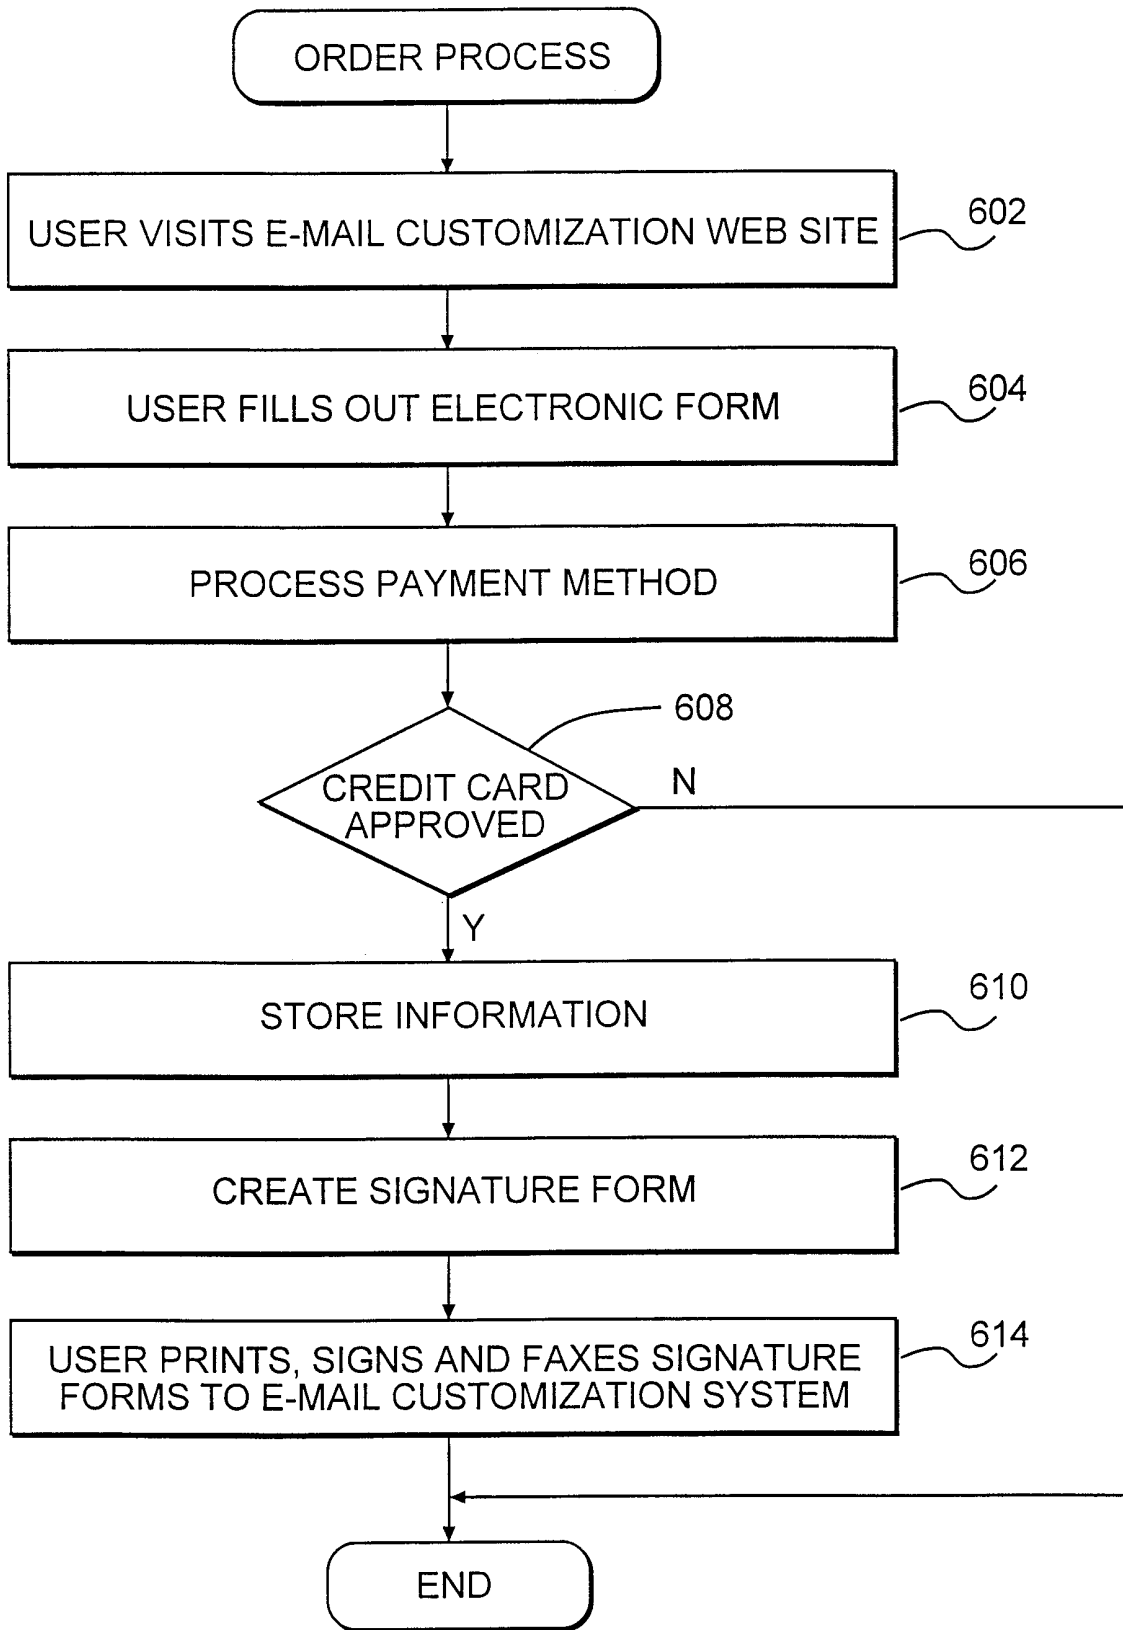 ORDER PROCESS
USER VISITS E-MAIL CUSTOMIZATION WEB SITE
602
USER FILLS OUT ELECTRONIC FORM
604
PROCESS PAYMENT METHOD
606
608
CREDIT CARD
APPROVED
N
Y
STORE INFORMATION
610
CREATE SIGNATURE FORM
612
USER PRINTS, SIGNS AND FAXES SIGNATURE
FORMS TO E-MAIL CUSTOMIZATION SYSTEM
614
END